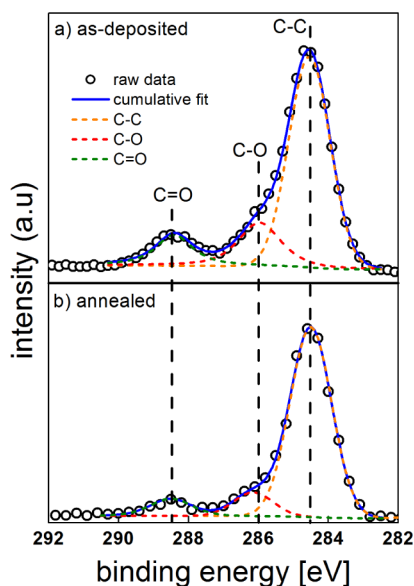 a) as-deposited
C-C
raw data
cumulative fit
C-C
C-O
C=O
C-O
C=O
b) annealed
intensity (a.u)
292 290 288 286 284 282
binding energy [eV]